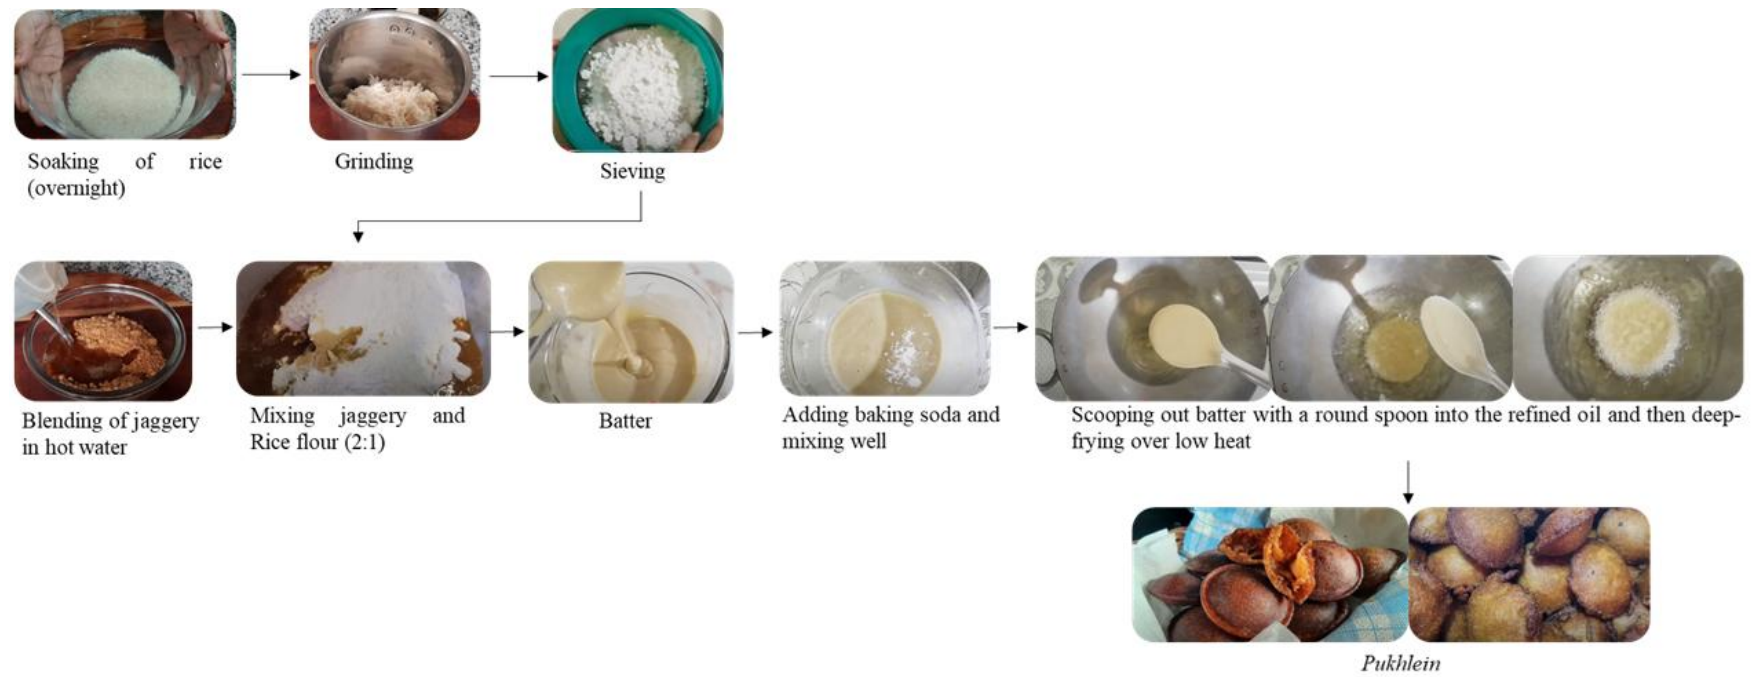 Soaking of rice
(overnight)
Grinding
Sieving
Blending of jaggery
in hot water
Mixing jaggery and
Rice flour (2:1)
Batter
Adding baking soda and
mixing well
Scooping out batter with a round spoon into the refined oil and then deep-
frying over low heat
Pukhlein